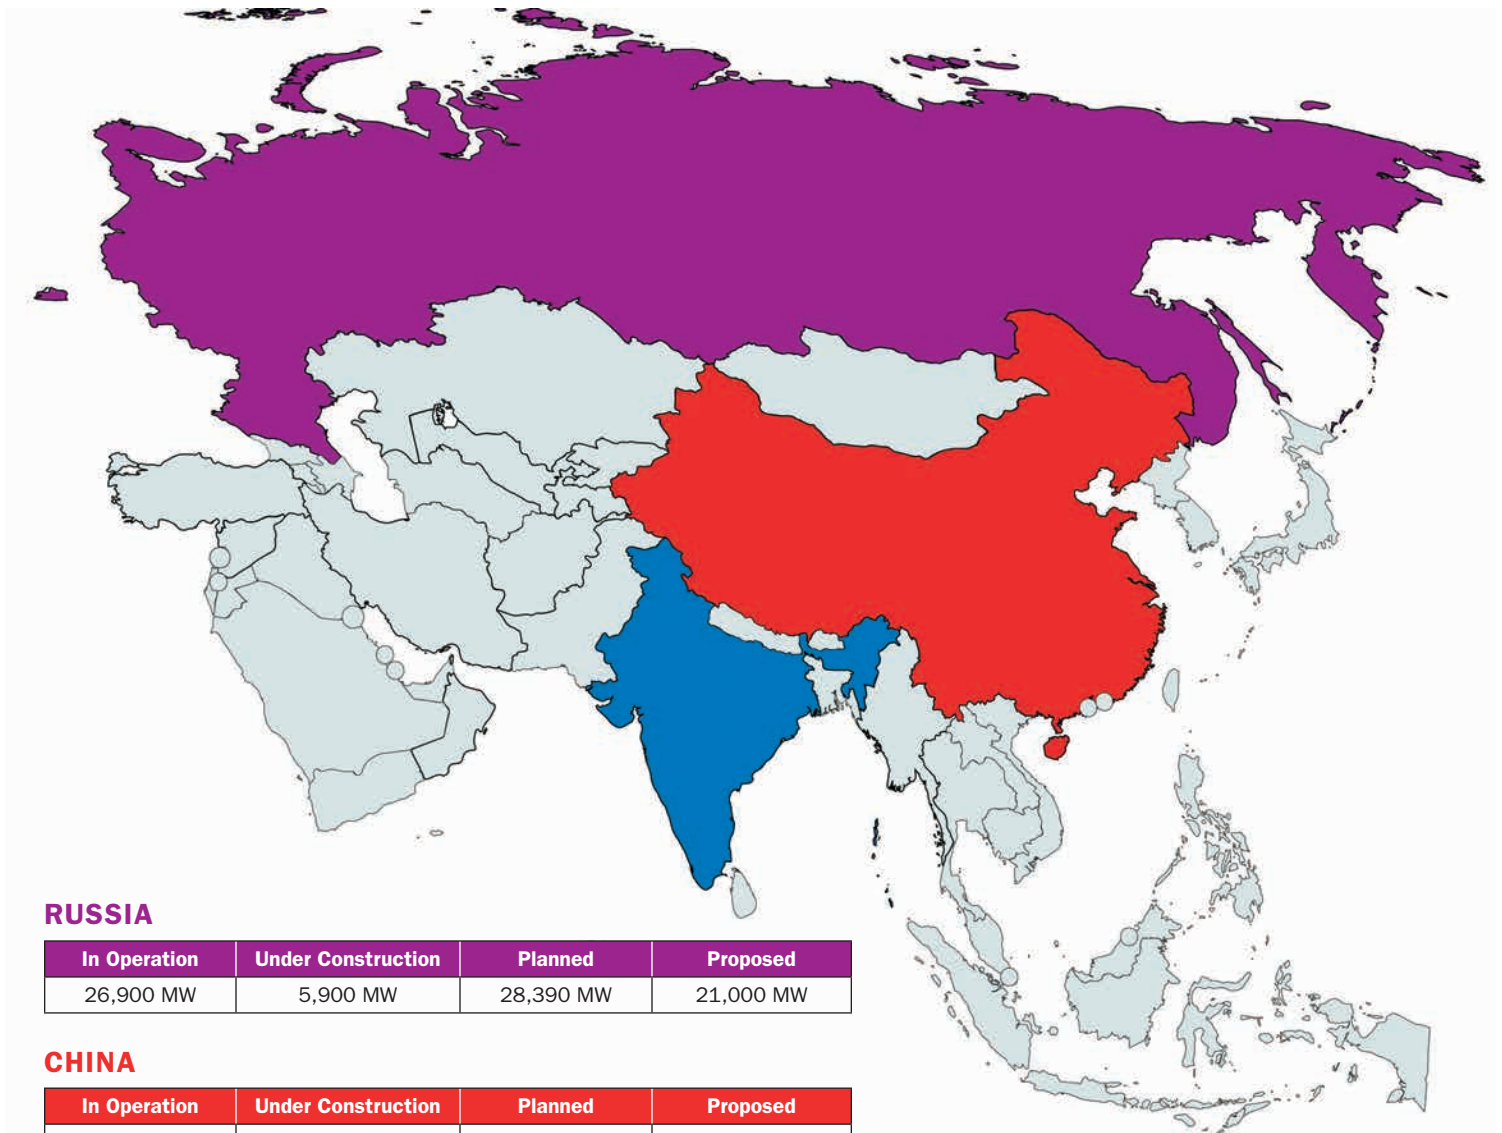 RUSSIA
In Operation Under Construction Planned Proposed
26,900 MW 5,900 MW 28,390 MW 21,000 MW
CHINA
In Operation Under Construction Planned Proposed